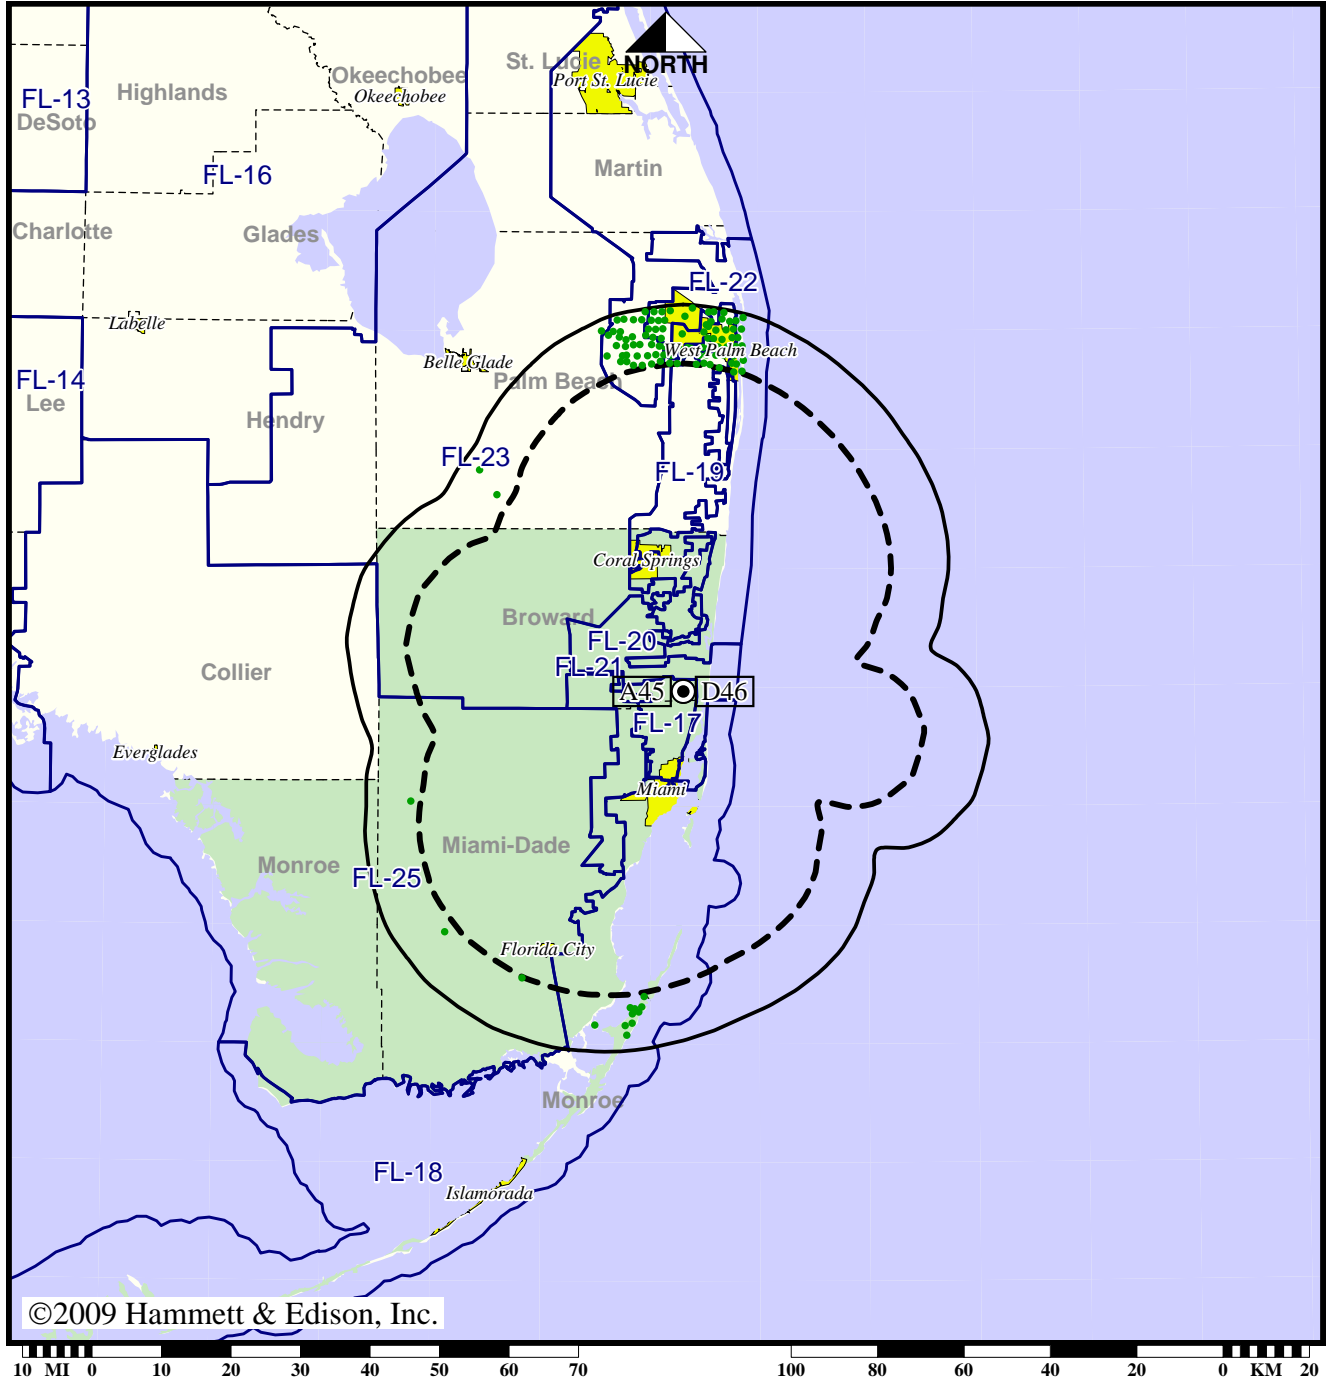 NORTH
St. Lucie
Port St. Lucie
Okeechobee
Okeechobee
Highlands
FL-13
DeSoto
FL-16
Martin
Charlotte
Glades
FL-22
Labelle
West Palm Beach
Belle Glade
Palm Beach
FL-14
Lee
Hendry
FL-23
FL-19
Coral Springs
Broward
FL-20
FL-21
Collier
A45
D46
FL-17
Everglades
Miami
Miami-Dade
Monroe
FL-25
Florida City
Monroe
FL-18
Islamorada
©2009 Hammett & Edison, Inc.
10 MI 0 10 20 30 40 50 60 70 100 80 60 40 20 0 KM 20